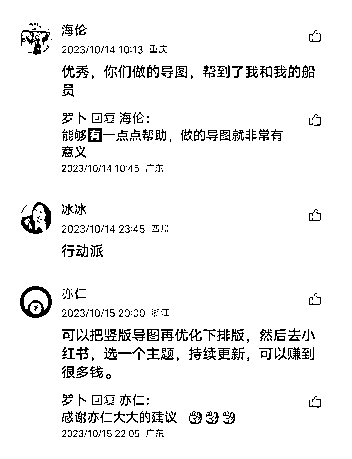 海伦
2023/10/14 10:13 重庆
优秀，你们做的导图，帮到了我和我的船
员
罗卜 回复 海伦：
能够有一点点帮助，做的导图就非常有
意义
2023/10/14 10:45 广东
冰冰
2023/10/14 23:45 四川
行动派
亦仁
2023/10/15 20:00 浙江
可以把竖版导图再优化下排版，然后去小
红书，选一个主题，持续更新，可以赚到
很多钱。
罗卜 回复 亦仁：
感谢亦仁大大的建议
2023/10/15 22:05 广东